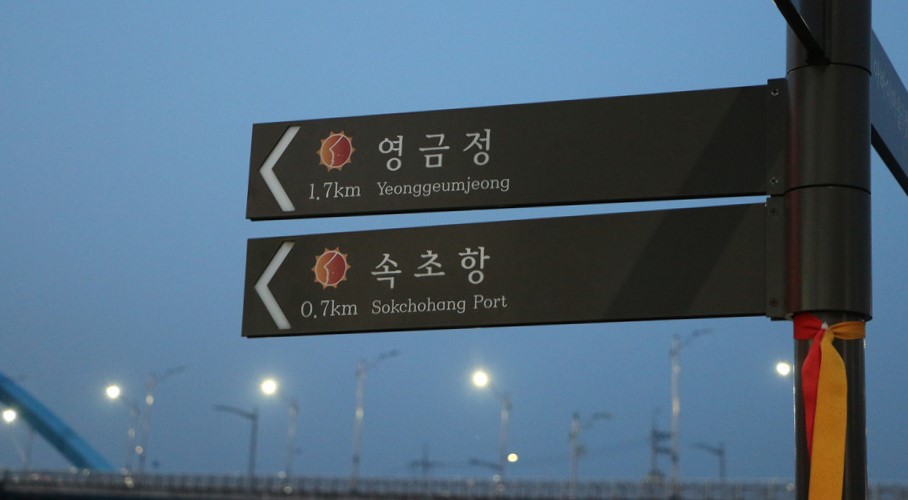 영금정
1.7km Yeonggeumjeong
속초항
0.7km Sokchohang Port